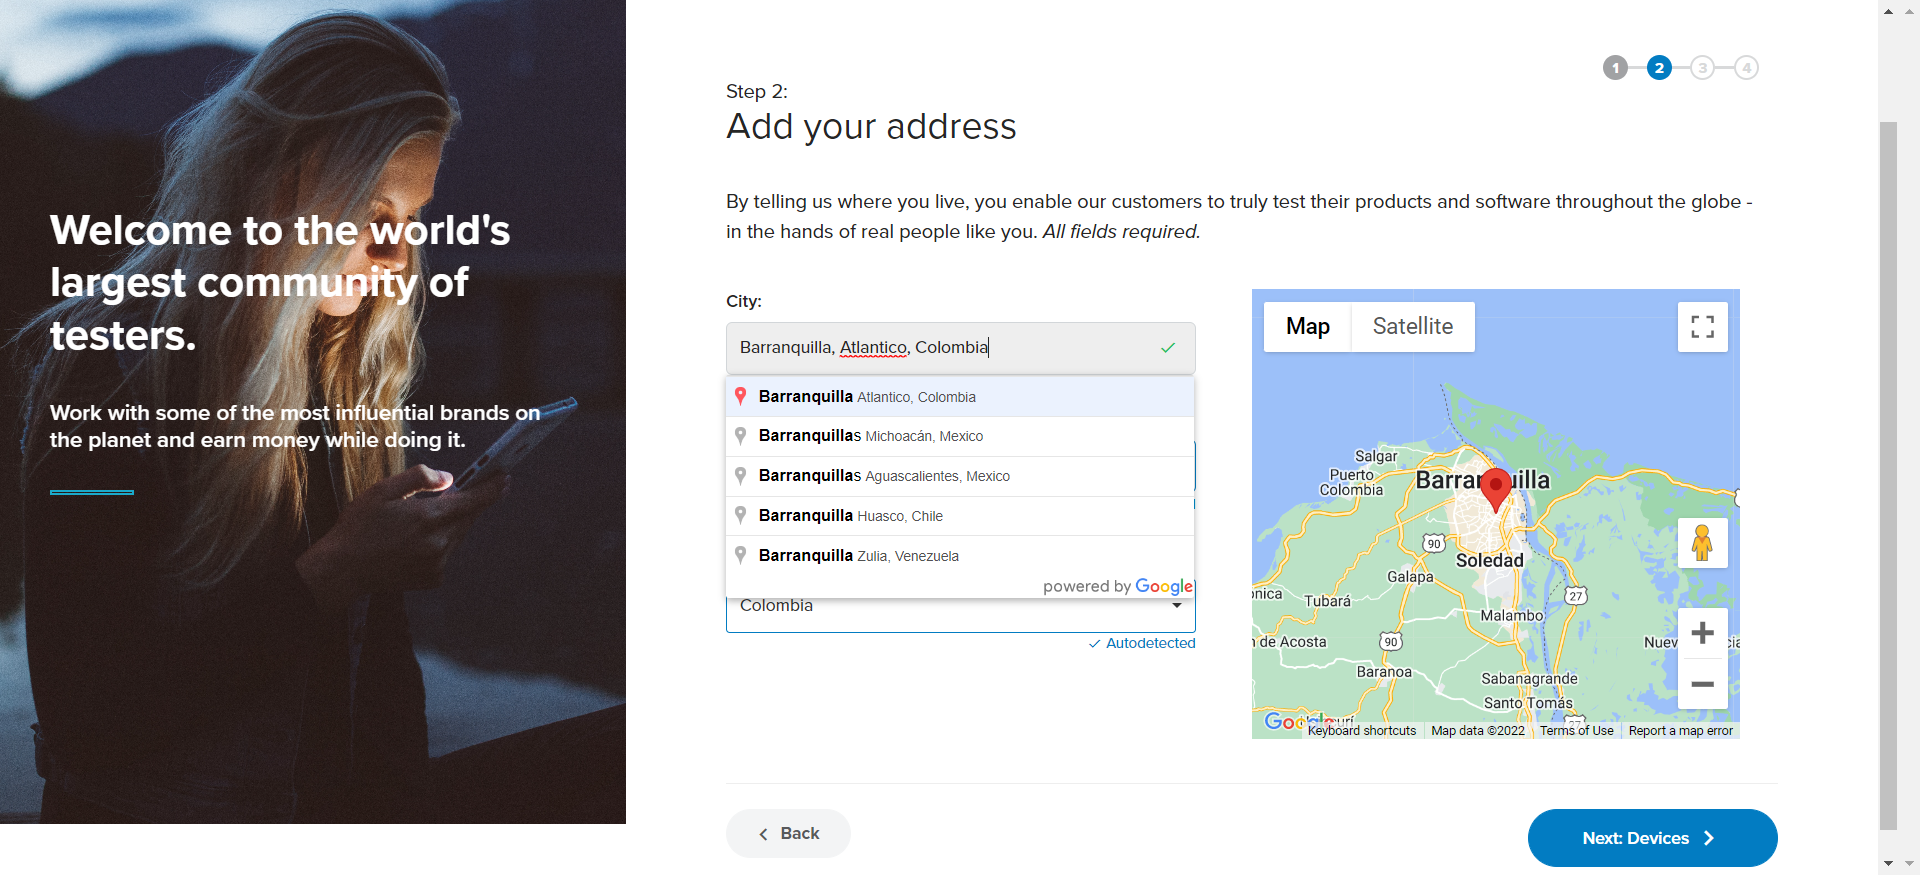 Welcome to the world's
largest community of
testers.
Work with some of the most influential brands on
the planet and earn money while doing it.
1
2
3
4
Step 2:
Add your address
By telling us where you live, you enable our customers to truly test their products and software throughout the globe -
in the hands of real people like you. All fields required.
City:
Barranquilla, Atlantico, Colombia
Barranquilla Atlantico, Colombia
Barranquillas Michoacán, Mexico
Barranquillas Aguascalientes, Mexico
Barranquilla Huasco, Chile
Barranquilla Zulia, Venezuela
powered by Google
Colombia
Autodetected
Map
Satellite
Salgar
Puerto
Colombia
90
Soledad
Galapa
27
Tubará
Malambo
de Acosta
90
Baranoa
Sabanagrande
Santo Tomás
27
Google
Keyboard shortcuts
Map data ©2022
Terms of Use
Report a map error
Back
Next: Devices